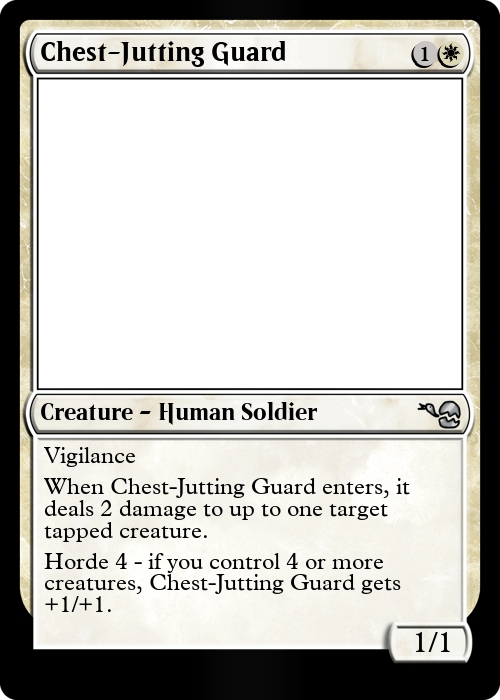 Chest-Jutting Guard 1
Creature - Human Soldier
Vigilance
When Chest-Jutting Guard enters, it
deals 2 damage to up to one target
tapped creature.
Horde 4 - if you control 4 or more
creatures, Chest-Jutting Guard gets
+1/+1.
1/1